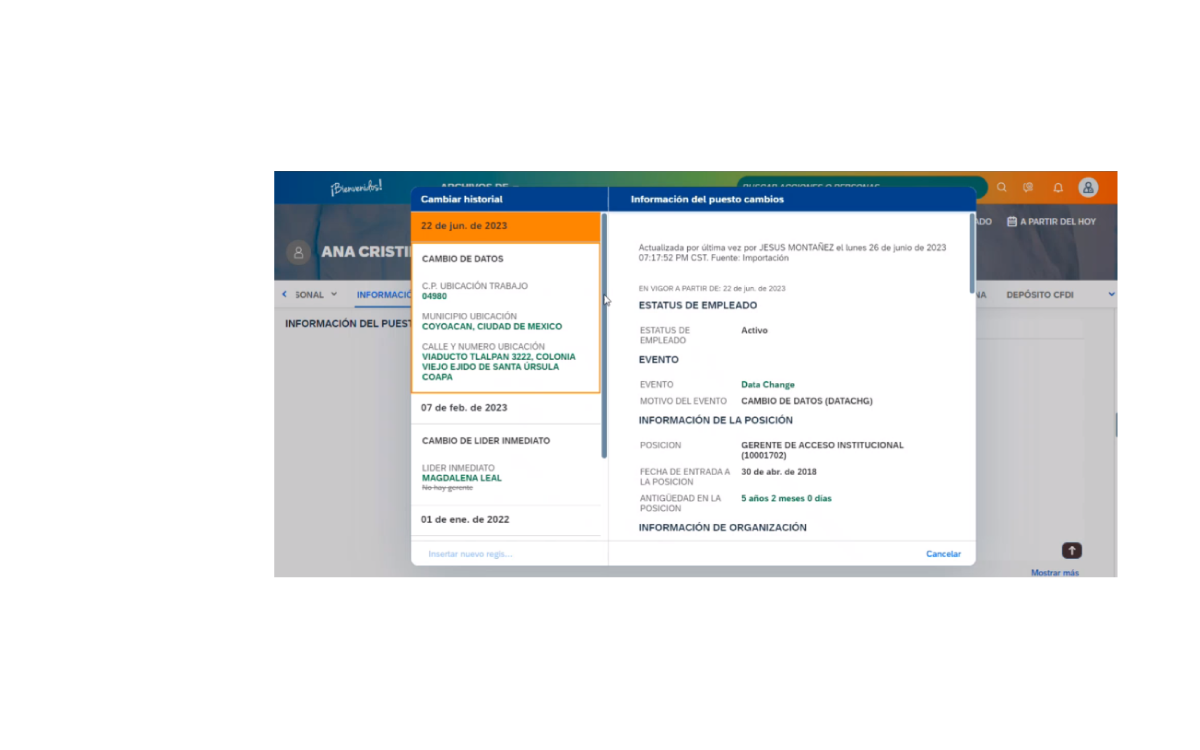 ¡Bienvenidos!
ARCHIVOS DE
BUSCAR ACCIONES O PERSONAS
A PARTIR DEL HOY
ANA CRISTI
SONAL
INFORMACIÓ
NA
DEPÓSITO CFDI
INFORMACIÓN DEL PUEST
Cambiar historial
22 de jun. de 2023
CAMBIO DE DATOS
C.P. UBICACIÓN TRABAJO
04980
MUNICIPIO UBICACIÓN
COYOACAN, CIUDAD DE MEXICO
CALLE Y NUMERO UBICACIÓN
VIADUCTO TLALPAN 3222, COLONIA
VIEJO EJIDO DE SANTA ÚRSULA
COAPA
07 de feb. de 2023
CAMBIO DE LIDER INMEDIATO
LIDER INMEDIATO
MAGDALENA LEAL
No hay gerente
01 de ene. de 2022
Insertar nuevo regis...
Información del puesto cambios
Actualizada por última vez por JESUS MONTAÑEZ el lunes 26 de junio de 2023
07:17:52 PM CST. Fuente: Importación
EN VIGOR A PARTIR DE: 22 de jun. de 2023
ESTATUS DE EMPLEADO
ESTATUS DE Activo
EMPLEADO
EVENTO
EVENTO Data Change
MOTIVO DEL EVENTO CAMBIO DE DATOS (DATACHG)
INFORMACIÓN DE LA POSICIÓN
POSICION GERENTE DE ACCESO INSTITUCIONAL
(10001702)
FECHA DE ENTRADA A 30 de abr. de 2018
LA POSICION
ANTIGÜEDAD EN LA 5 años 2 meses 0 días
POSICION
INFORMACIÓN DE ORGANIZACIÓN
Cancelar
Mostrar más